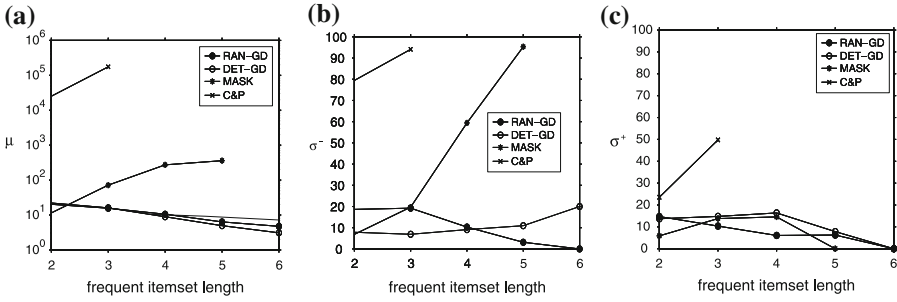 (a)
10^6
10^5
10^4
10^3
10^2
10^1
10^0
μ
RAN-GD
DET-GD
MASK
C&P
2 3 4 5 6
frequent itemset length
(b)
100
90
80
70
60
50
40
30
20
10
0
σ^-
RAN-GD
DET-GD
MASK
C&P
2 3 4 5 6
frequent itemset length
(c)
100
90
80
70
60
50
40
30
20
10
0
σ^+
RAN-GD
DET-GD
MASK
C&P
2 3 4 5 6
frequent itemset length